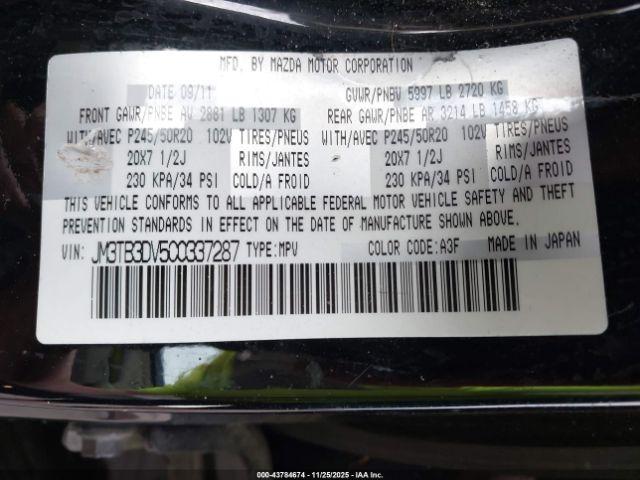 MFD. BY MAZDA MOTOR CORPORATION
DATE 09/11 GVWR/PNBV 5997 LB 2720 KG
FRONT GAWR/PNBE AV 2881 LB 1307 KG REAR GAWR/PNBE AR 3214 LB 1458 KG
WITH/AVEC P245/50R20 102V TIRES/PNEUS WITH/AVEC P245/50R20 102V TIRES/PNEUS
20X7 1/2J RIMS/JANTES 20X7 1/2J RIMS/JANTES
230 KPA/34 PSI COLD/A FROID 230 KPA/34 PSI COLD/A FROID
THIS VEHICLE CONFORMS TO ALL APPLICABLE FEDERAL MOTOR VEHICLE SAFETY AND THEFT
PREVENTION STANDARDS IN EFFECT ON THE DATE OF MANUFACTURE SHOWN ABOVE.
VIN: JM3TB3DV5C0337287 TYPE:MPV COLOR CODE:A3F MADE IN JAPAN
000-43784674 - 11/25/2025 - IAAI.COM